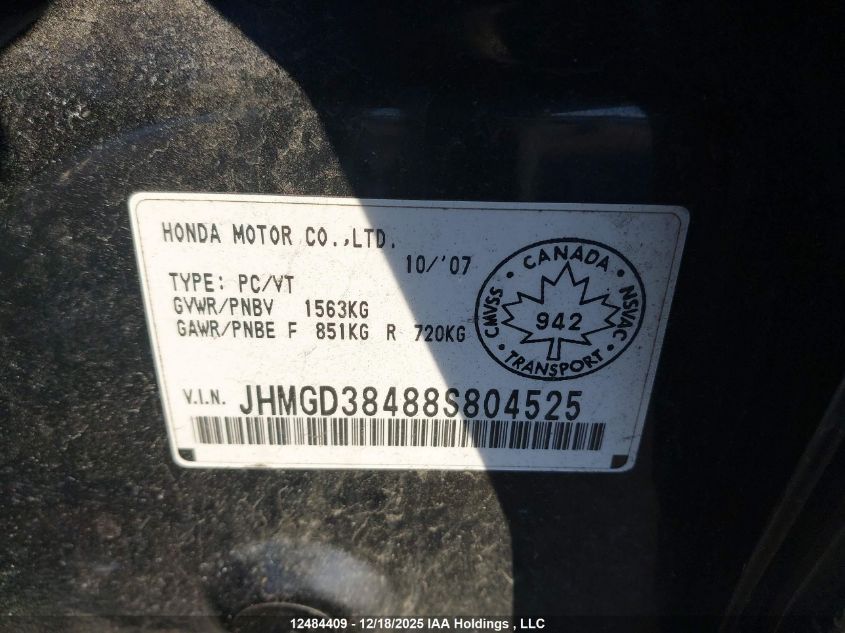 HONDA MOTOR CO.,LTD.
10/'07
TYPE: PC/VT
GVWR/PNBV 1563KG
GAWR/PNBE F 851KG R 720KG
CANADA
CMVSS
942
NSVAC
TRANSPORT
V.I.N. JHMGD38488S804525
12484409 - 12/18/2025 IAA Holdings , LLC